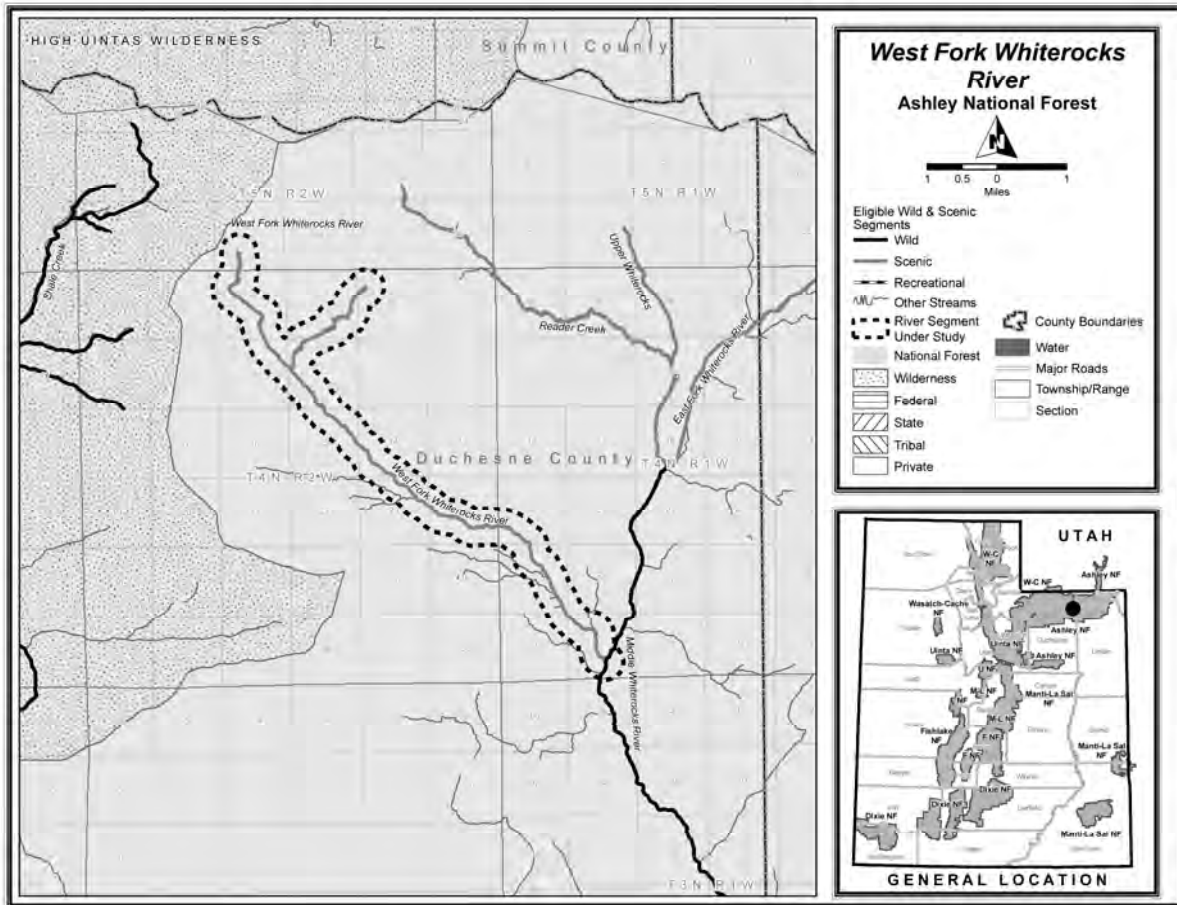 HIGH UINTAS WILDERNESS
Summit County
T5N R2W
T5N R1W
West Fork Whiterocks River
Shale Creek
Upper Whiterocks
Reader Creek
East Fork Whiterocks River
Duchesne County
T4N R1W
T4N R2W
West Fork Whiterocks River
Middle Whiterocks River
T3N R1W
West Fork Whiterocks
River
Ashley National Forest
N
1 0.5 0 1
Miles
Eligible Wild & Scenic
Segments
Wild
Scenic
Recreational
Other Streams
River Segment
Under Study
National Forest
Wilderness
Federal
State
Tribal
Private
County Boundaries
Water
Major Roads
Township/Range
Section
UTAH
W-C
NF
W-C NF
Ashley NF
Wasatch-Cache
NF
Ashley NF
Uinta NF
Uinta
NF
Ashley NF
U NF
Manti-La Sal
NF
M-L NF
F NF
M-L
NF
Fishlake
NF
F NF
F NF
Manti-La Sal
NF
Dixie NF
Dixie NF
Dixie
NF
Manti-La Sal NF
GENERAL LOCATION